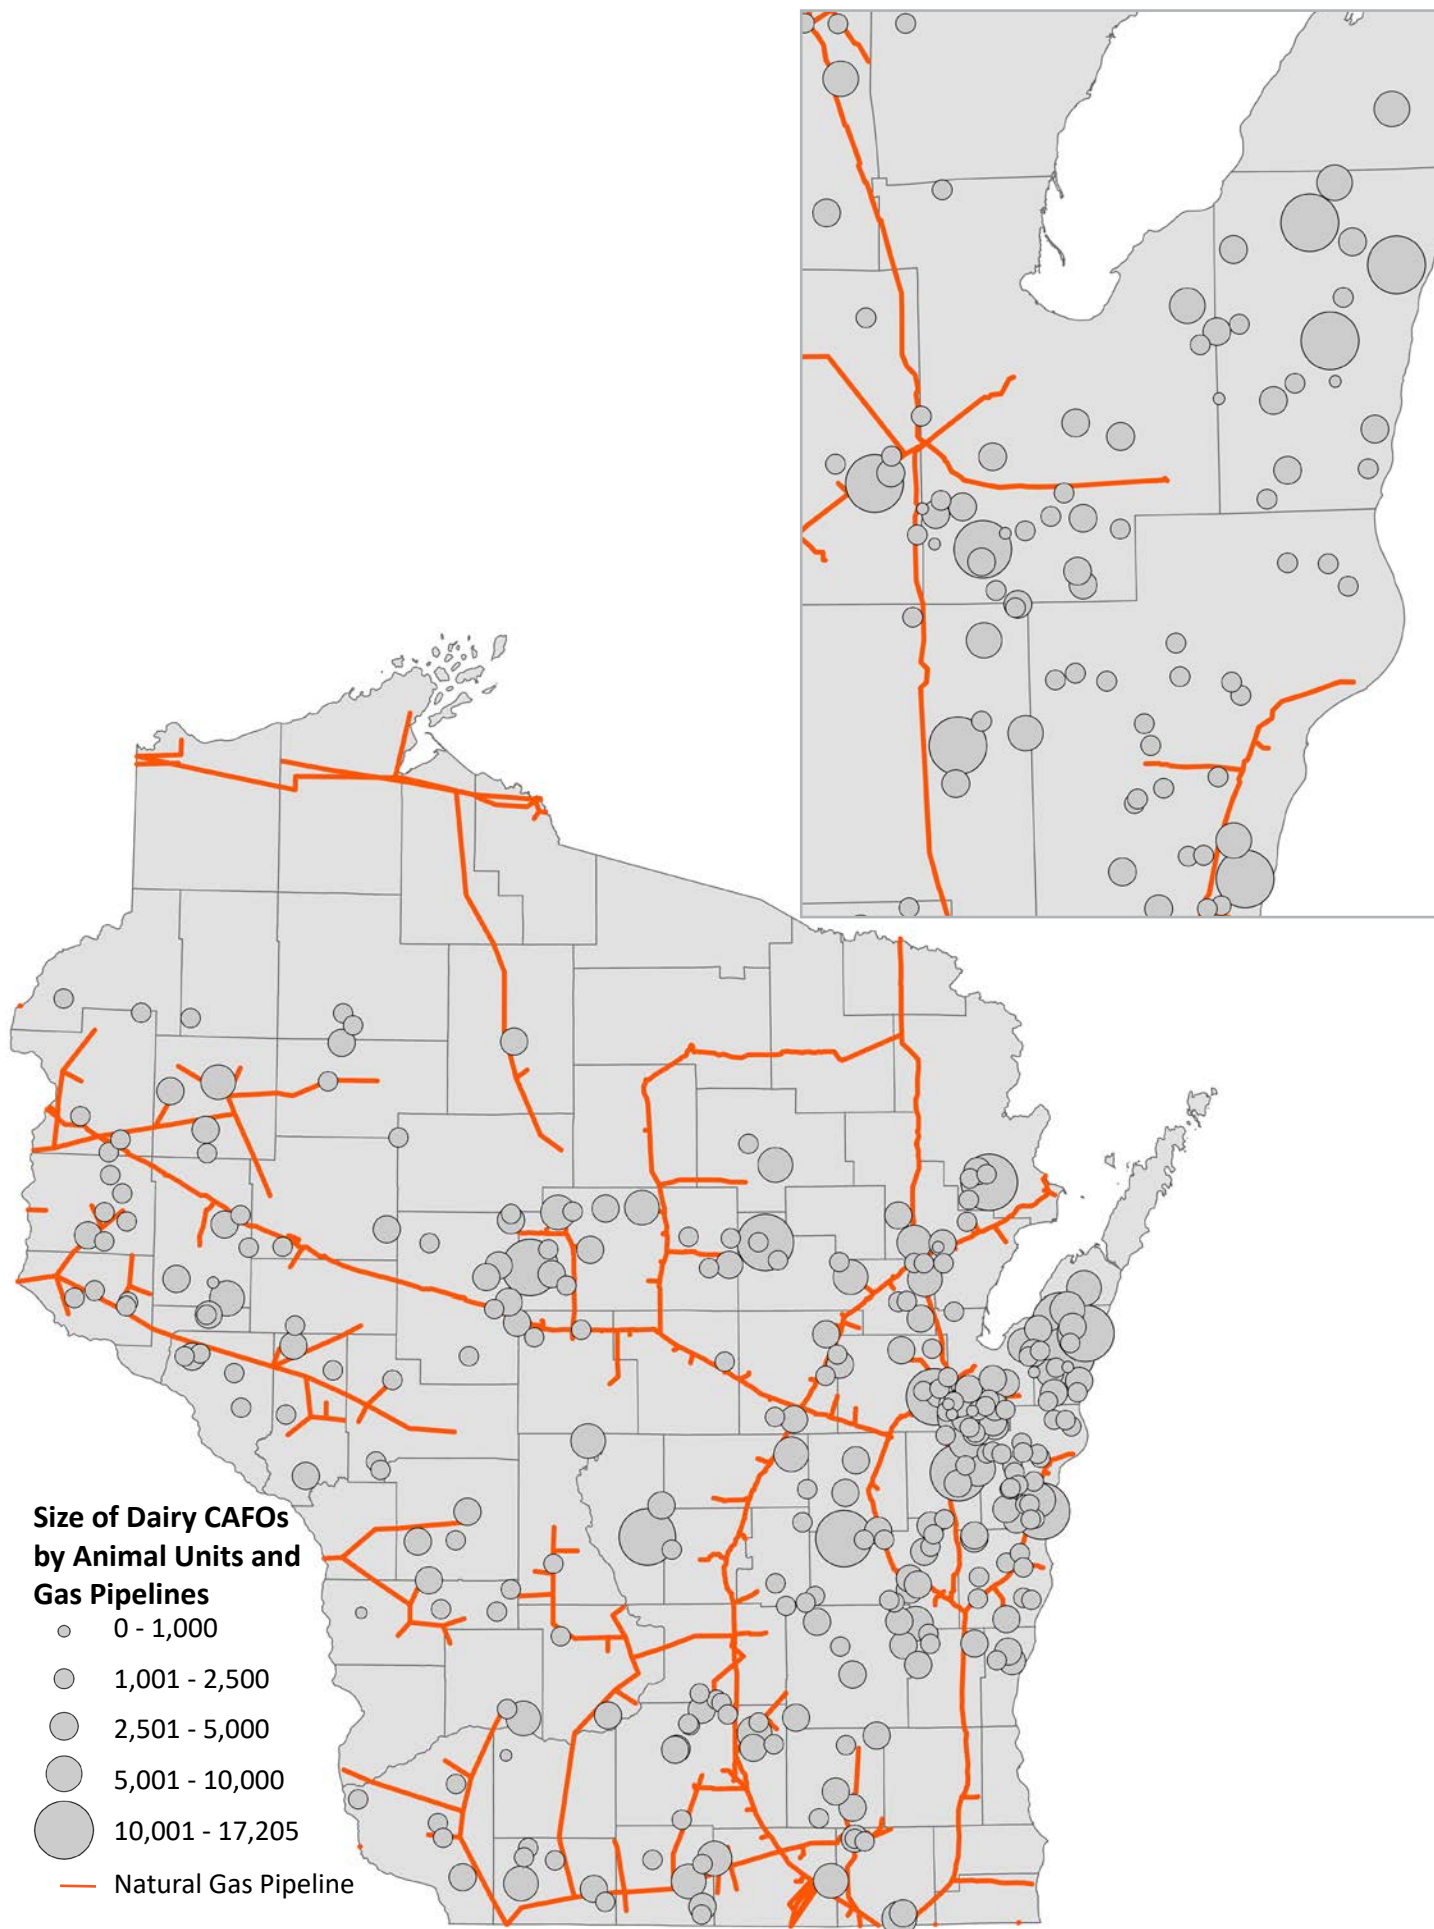 Size of Dairy CAFOs
by Animal Units and
Gas Pipelines
0 - 1,000
1,001 - 2,500
2,501 - 5,000
5,001 - 10,000
10,001 - 17,205
Natural Gas Pipeline